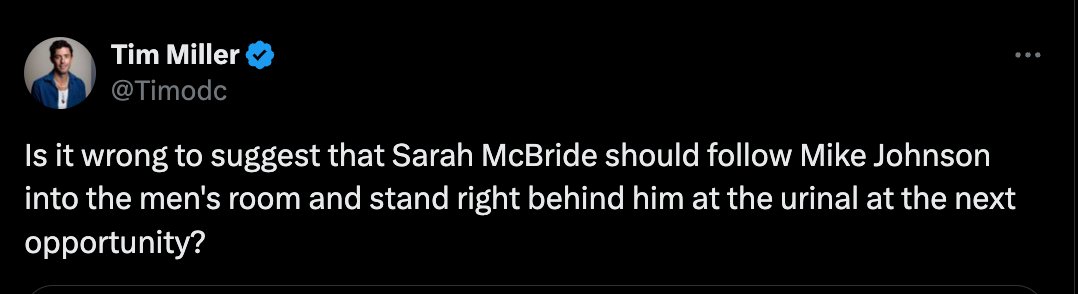 Tim Miller
@Timodc
Is it wrong to suggest that Sarah McBride should follow Mike Johnson
into the men's room and stand right behind him at the urinal at the next
opportunity?